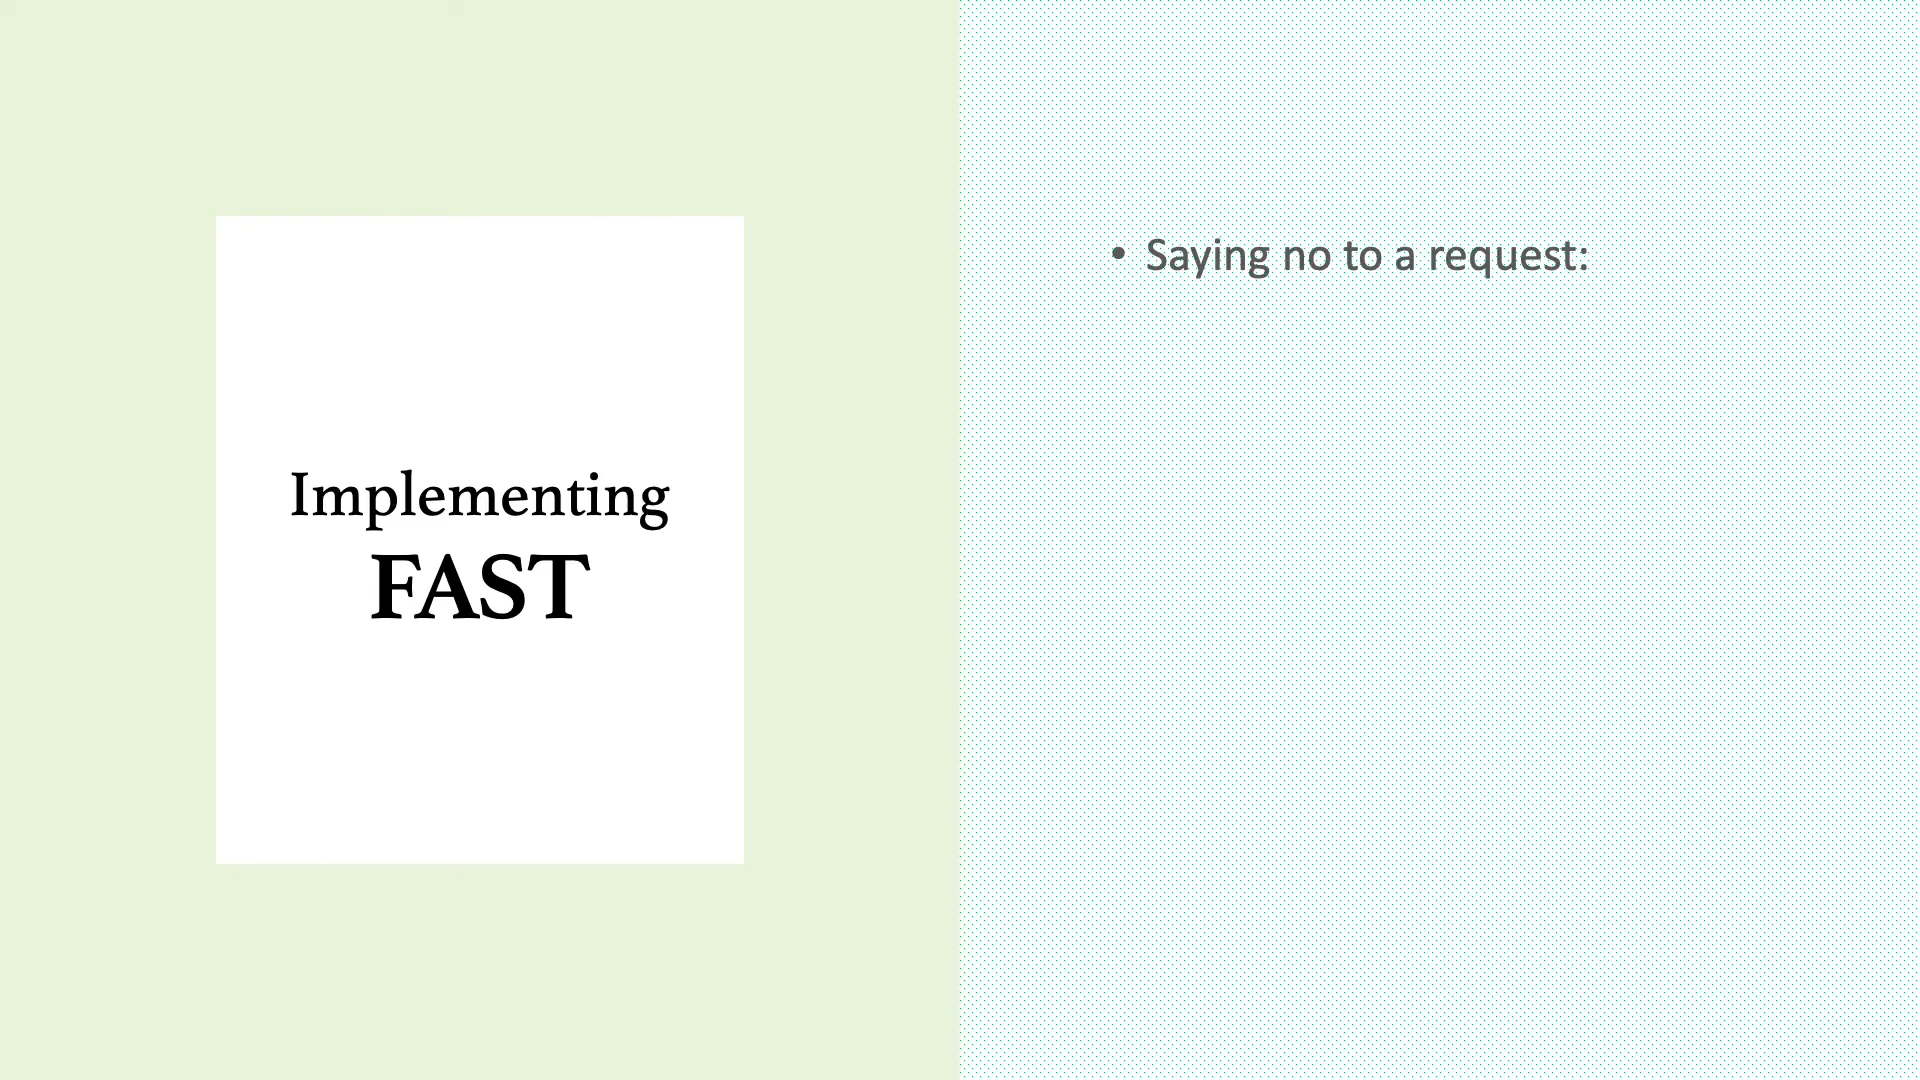 Implementing
FAST
• Saying no to a request: